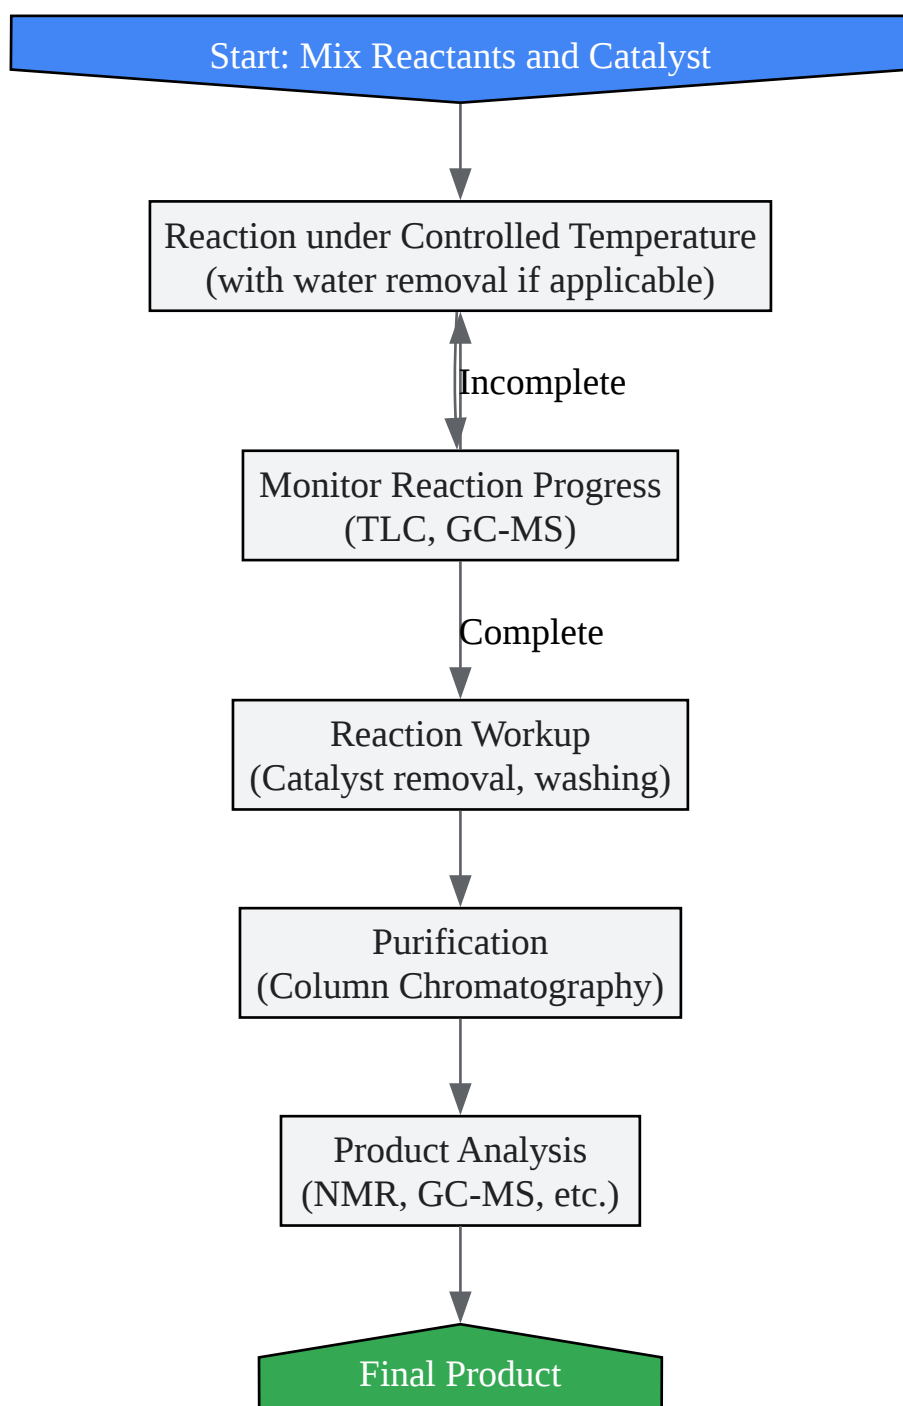 Start: Mix Reactants and Catalyst
Reaction under Controlled Temperature
(with water removal if applicable)
Incomplete
Monitor Reaction Progress
(TLC, GC-MS)
Complete
Reaction Workup
(Catalyst removal, washing)
Purification
(Column Chromatography)
Product Analysis
(NMR, GC-MS, etc.)
Final Product